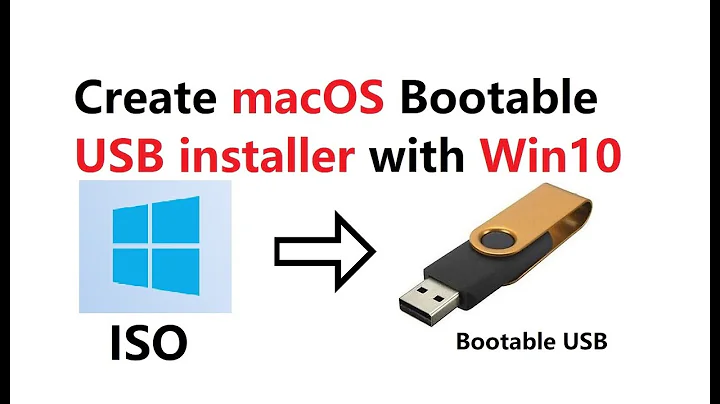 Create macOS Bootable
USB installer with Win10
ISO
Bootable USB